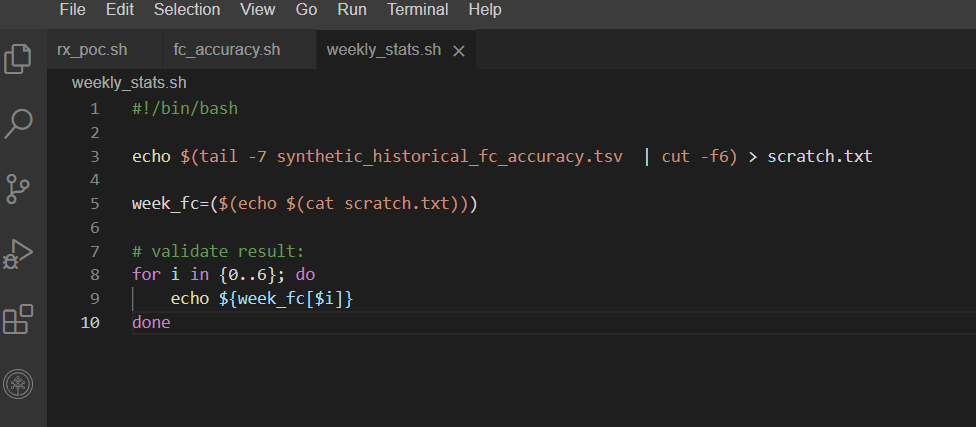 File Edit Selection View Go Run Terminal Help
rx_poc.sh fc_accuracy.sh weekly_stats.sh ×
weekly_stats.sh
1 #!/bin/bash
2
3 echo $(tail -7 synthetic_historical_fc_accuracy.tsv  | cut -f6) > scratch.txt
4
5 week_fc=($(echo $(cat scratch.txt)))
6
7 # validate result:
8 for i in {0..6}; do
9     echo ${week_fc[$i]}
10 done